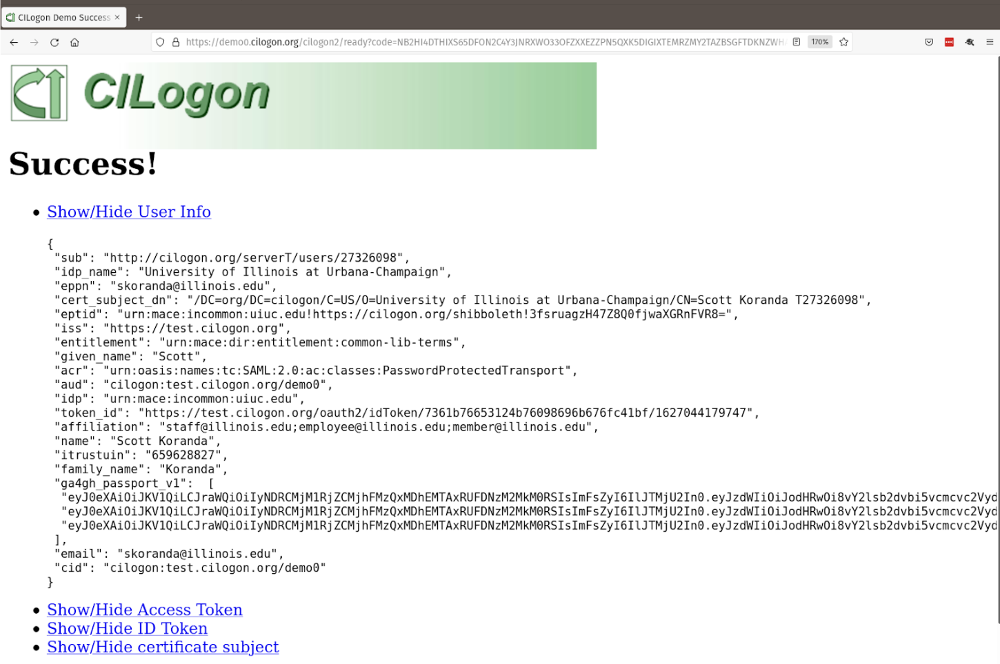 CILogon Demo Success
https://demo0.cilogon.org/cilogon2/ready?code=NB2HI4DTHIXS65DFON2C4Y3JNRXWO33OFZXXEZZPN5QXK5DIGIXTEMRZMY2TAZBSGFTDKNZWH
170%
CILogon
Success!
Show/Hide User Info
{
"sub": "http://cilogon.org/serverT/users/27326098",
"idp_name": "University of Illinois at Urbana-Champaign",
"eppn": "skoranda@illinois.edu",
"cert_subject_dn": "/DC=org/DC=cilogon/C=US/O=University of Illinois at Urbana-Champaign/CN=Scott Koranda T27326098",
"eptid": "urn:mace:incommon:uiuc.edu!https://cilogon.org/shibboleth!3fsruagzH47Z8Q0fjwaXGRnFVR8=",
"iss": "https://test.cilogon.org",
"entitlement": "urn:mace:dir:entitlement:common-lib-terms",
"given_name": "Scott",
"acr": "urn:oasis:names:tc:SAML:2.0:ac:classes:PasswordProtectedTransport",
"aud": "cilogon:test.cilogon.org/demo0",
"idp": "urn:mace:incommon:uiuc.edu",
"token_id": "https://test.cilogon.org/oauth2/idToken/7361b76653124b76098696b676fc41bf/1627044179747",
"affiliation": "staff@illinois.edu;employee@illinois.edu;member@illinois.edu",
"name": "Scott Koranda",
"itrustuin": "659628827",
"family_name": "Koranda",
"ga4gh_passport_v1": [
"eyJ0eXAiOiJKV1QiLCJraWQiOiIyNDRCMjM1RjZCMjhFMzQxMDhEMTAxRUFDNzM2MkM0RSIsImFsZyI6IlJTMjU2In0.eyJzdWIiOiJodHRwOi8vY2lsb2dvbi5vcmcvc2Vyd
"eyJ0eXAiOiJKV1QiLCJraWQiOiIyNDRCMjM1RjZCMjhFMzQxMDhEMTAxRUFDNzM2MkM0RSIsImFsZyI6IlJTMjU2In0.eyJzdWIiOiJodHRwOi8vY2lsb2dvbi5vcmcvc2Vyd
"eyJ0eXAiOiJKV1QiLCJraWQiOiIyNDRCMjM1RjZCMjhFMzQxMDhEMTAxRUFDNzM2MkM0RSIsImFsZyI6IlJTMjU2In0.eyJzdWIiOiJodHRwOi8vY2lsb2dvbi5vcmcvc2Vyd
],
"email": "skoranda@illinois.edu",
"cid": "cilogon:test.cilogon.org/demo0"
}
Show/Hide Access Token
Show/Hide ID Token
Show/Hide certificate subject